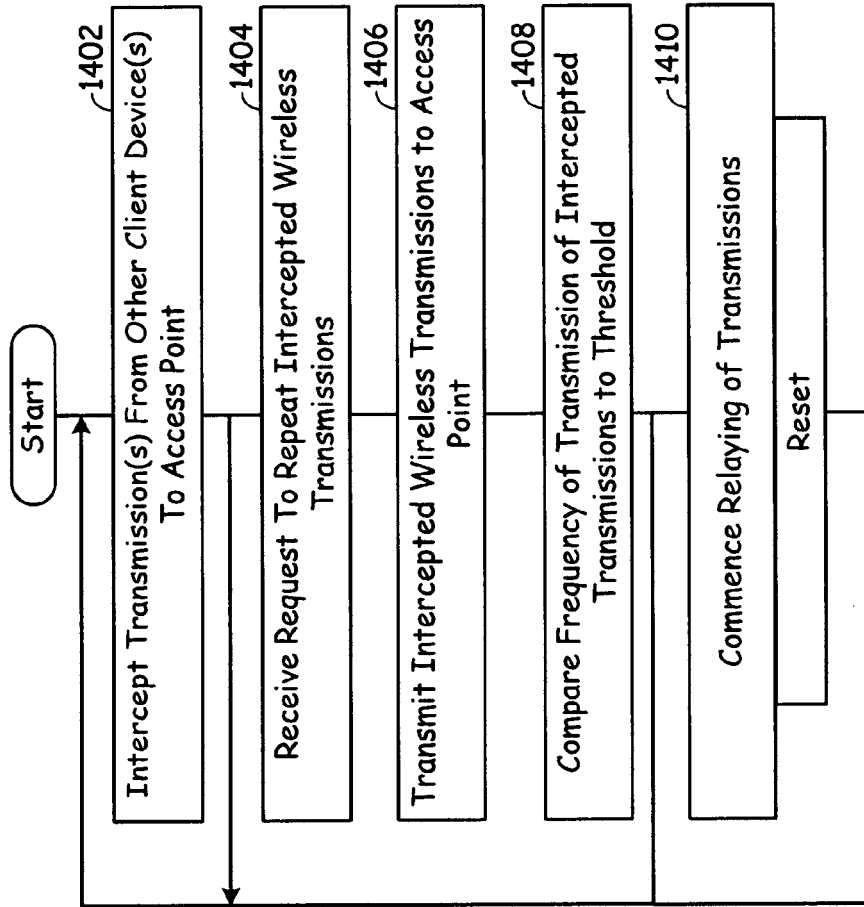 Start
1402
Intercept Transmission(s) From Other Client Device(s)
To Access Point
1404
Receive Request To Repeat Intercepted Wireless
Transmissions
1406
Transmit Intercepted Wireless Transmissions to Access
Point
1408
Compare Frequency of Transmission of Intercepted
Transmissions to Threshold
1410
Commence Relaying of Transmissions
Reset